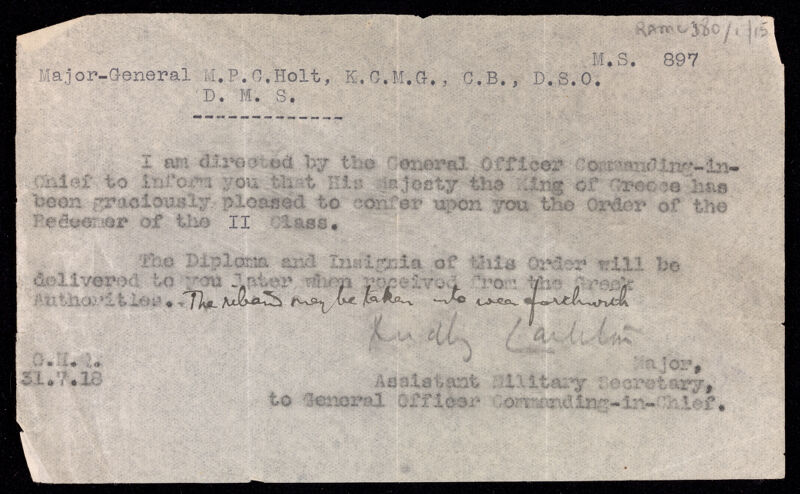 RAMC 380/1/15
M.S. 897
Major-General M.P.C.Holt, K.C.M.G., C.B., D.S.O.
D. M. S.
-------------
I am directed by the General Officer Commanding-in-
Chief to inform you that His Majesty the King of Greece has
been graciously pleased to confer upon you the Order of the
Redeemer of the II Class.
The Diploma and Insignia of this Order will be
delivered to you later when received from the Greek
Authorities. The riband may be taken into wear forthwith
Dudley Carleton
G.H.Q. Major,
31.7.18 Assistant Military Secretary,
to General Officer Commanding-in-Chief.